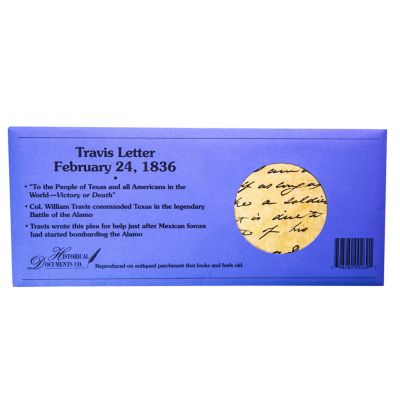 Travis Letter
February 24, 1836
•
• "To the People of Texas and all Americans in the
World—Victory or Death"
• Col. William Travis commanded Texas in the legendary
Battle of the Alamo
• Travis wrote this plea for help just after Mexican forces
had started bombarding the Alamo
HISTORICAL
DOCUMENTS CO.
Reproduced on antiqued parchment that looks and feels old.
as long as
a soldier
is due to
of his